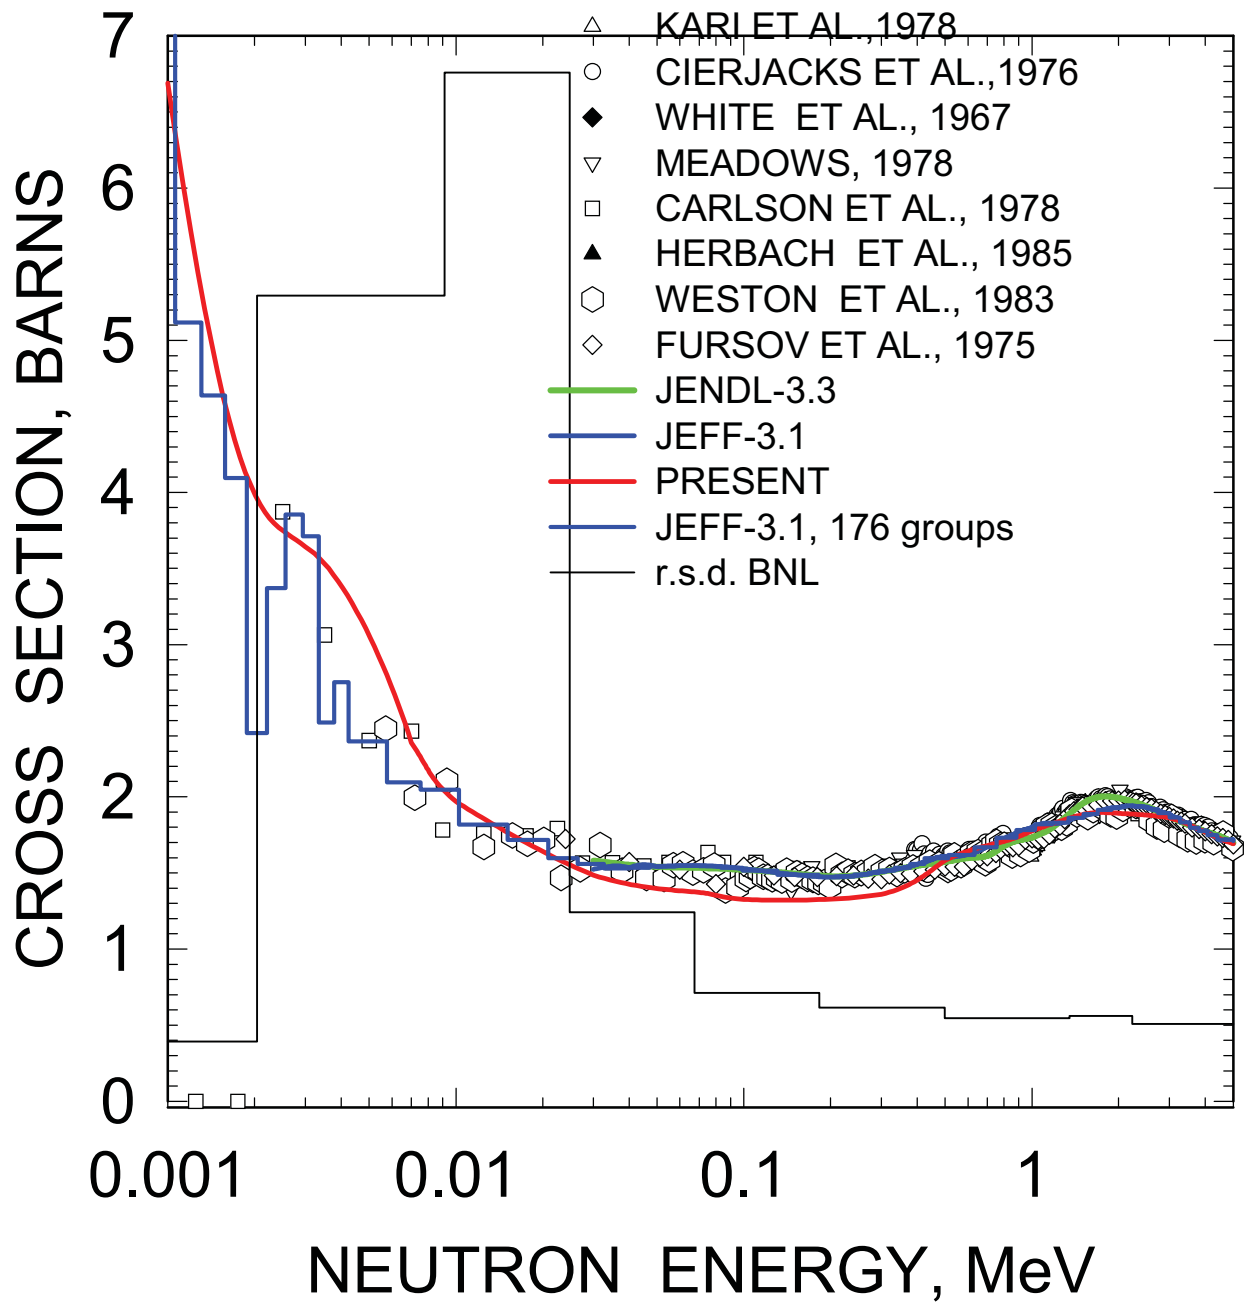 7
6
5
4
3
2
1
0
CROSS SECTION, BARNS
KARI ET AL.,1978
CIERJACKS ET AL.,1976
WHITE ET AL., 1967
MEADOWS, 1978
CARLSON ET AL., 1978
HERBACH ET AL., 1985
WESTON ET AL., 1983
FURSOV ET AL., 1975
JENDL-3.3
JEFF-3.1
PRESENT
JEFF-3.1, 176 groups
r.s.d. BNL
0.001 0.01 0.1 1
NEUTRON ENERGY, MeV